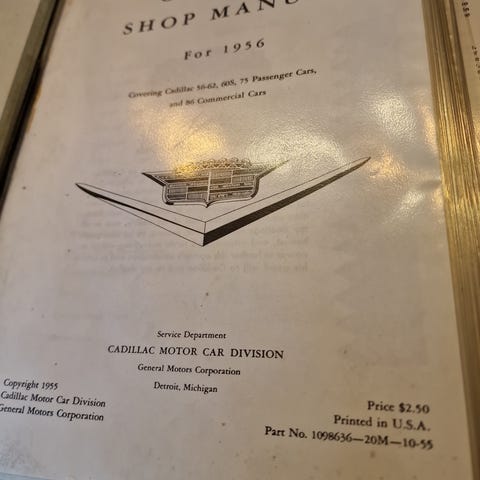 SHOP MANU
For 1956
Covering Cadillac 56-62, 60S, 75 Passenger Cars,
and 86 Commercial Cars
Service Department
CADILLAC MOTOR CAR DIVISION
General Motors Corporation
Detroit, Michigan
Copyright 1955
Cadillac Motor Car Division
General Motors Corporation
Price $2.50
Printed in U.S.A.
Part No. 1098636—20M—10-55